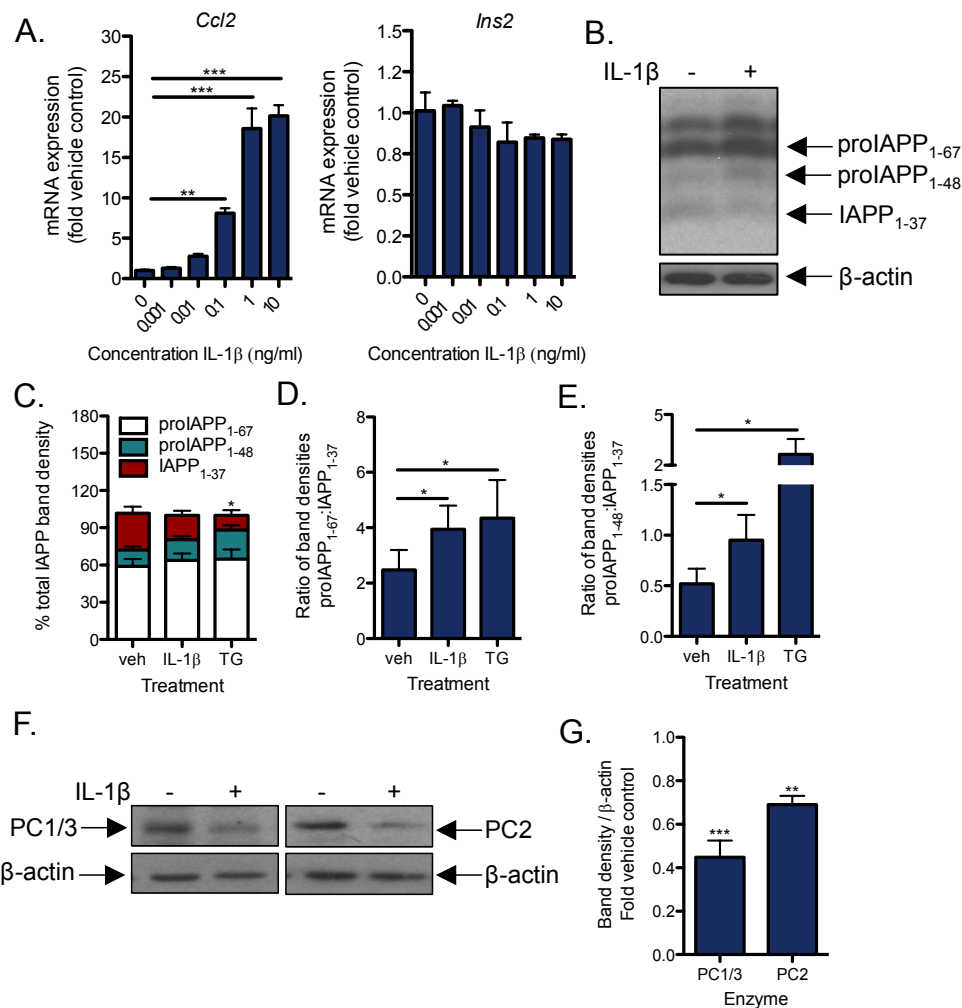 A.
Ccl2
mRNA expression
(fold vehicle control)
30
25
20
15
10
5
0
***
***
**
0
0.001
0.01
0.1
1
10
Concentration IL-1β (ng/ml)
Ins2
mRNA expression
(fold vehicle control)
1.5
1.3
1.0
0.8
0.5
0.3
0.0
0
0.001
0.01
0.1
1
10
Concentration IL-1β (ng/ml)
B.
IL-1β - +
proIAPP1-67
proIAPP1-48
IAPP1-37
β-actin
C.
% total IAPP band density
180
150
120
90
60
30
0
proIAPP1-67
proIAPP1-48
IAPP1-37
*
veh IL-1β TG
Treatment
D.
Ratio of band densities
proIAPP1-67:IAPP1-37
8
6
4
2
0
*
*
veh IL-1β TG
Treatment
E.
Ratio of band densities
proIAPP1-48:IAPP1-37
5
2
1.5
1.0
0.5
0.0
*
*
veh IL-1β TG
Treatment
F.
IL-1β - + - +
PC1/3 PC2
β-actin β-actin
G.
Band density / β-actin
Fold vehicle control
1.0
0.8
0.6
0.4
0.2
0.0
***
**
PC1/3 PC2
Enzyme